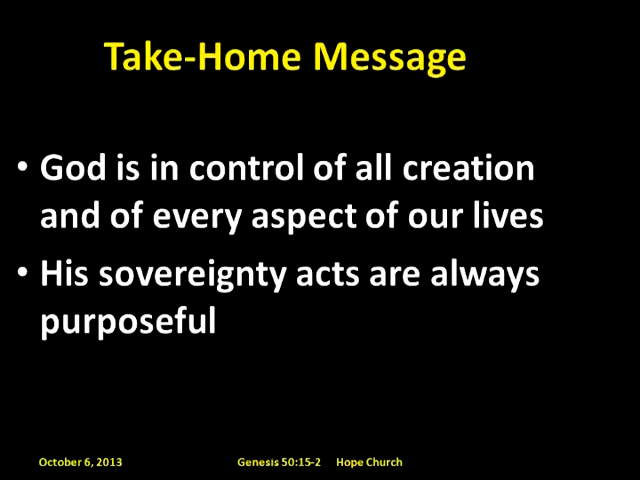 Take-Home Message
• God is in control of all creation
and of every aspect of our lives
• His sovereignty acts are always
purposeful
October 6, 2013 Genesis 50:15-2 Hope Church